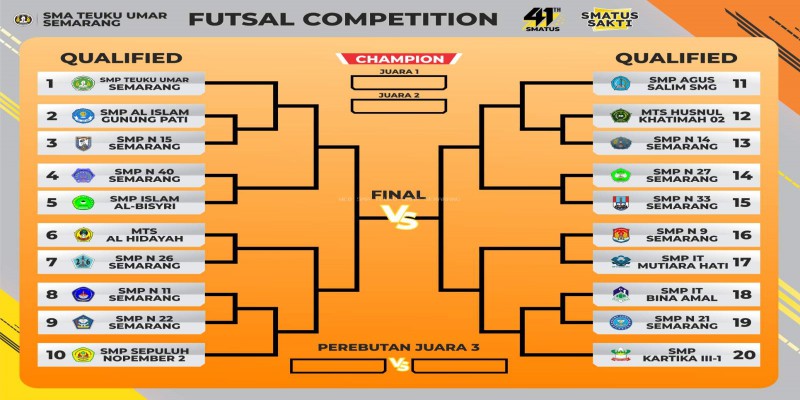 SMA TEUKU UMAR
SEMARANG
FUTSAL COMPETITION
41TH
SMATUS
SMATUS
SAKTI
QUALIFIED
1 SMP TEUKU UMAR
SEMARANG
2 SMP AL ISLAM
GUNUNG PATI
3 SMP N 15
SEMARANG
4 SMP N 40
SEMARANG
5 SMP ISLAM
AL-BISYRI
6 MTS
AL HIDAYAH
7 SMP N 26
SEMARANG
8 SMP N 11
SEMARANG
9 SMP N 22
SEMARANG
10 SMP SEPULUH
NOPEMBER 2
CHAMPION
JUARA 1
JUARA 2
FINAL
VS
PEREBUTAN JUARA 3
VS
QUALIFIED
SMP AGUS
SALIM SMG 11
MTS HUSNUL
KHATIMAH 02 12
SMP N 14
SEMARANG 13
SMP N 27
SEMARANG 14
SMP N 33
SEMARANG 15
SMP N 9
SEMARANG 16
SMP IT
MUTIARA HATI 17
SMP IT
BINA AMAL 18
SMP N 21
SEMARANG 19
SMP
KARTIKA III-1 20